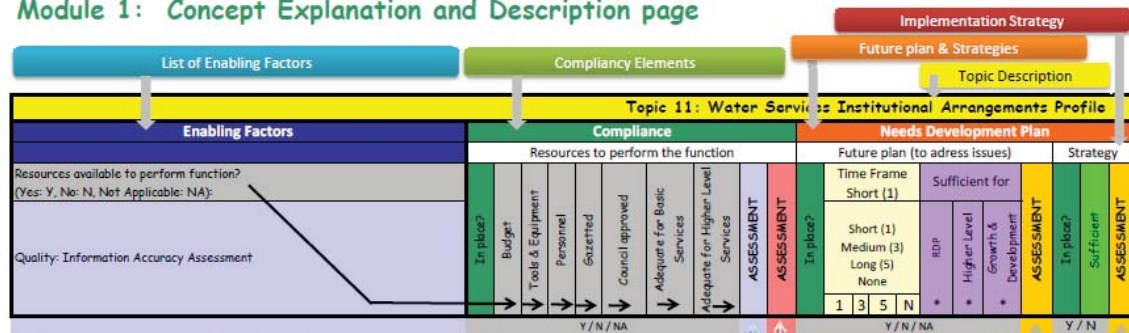 Module 1: Concept Explanation and Description page
Implementation Strategy
Future plan & Strategies
List of Enabling Factors
Compliancy Elements
Topic Description
Topic 11: Water Services Institutional Arrangements Profile
Enabling Factors
Compliance
Needs Development Plan
Resources to perform the function
Future plan (to adress issues)
Strategy
Resources available to perform function?
(Yes: Y, No: N, Not Applicable: NA):
Quality: Information Accuracy Assessment
In place?
Budget
Tools & Equipment
Personnel
Gazetted
Council approved
Adequate for Basic
Services
Adequate for Higher Level
Services
ASSESSMENT
ASSESSMENT
In place?
Time Frame
Short (1)
Short (1)
Medium (3)
Long (5)
None
1 3 5 N
Sufficient for
RDP
Higher Level
Growth &
Development
* * *
ASSESSMENT
In place?
Sufficient
ASSESSMENT
Y / N / NA
Y / N / NA
Y / N